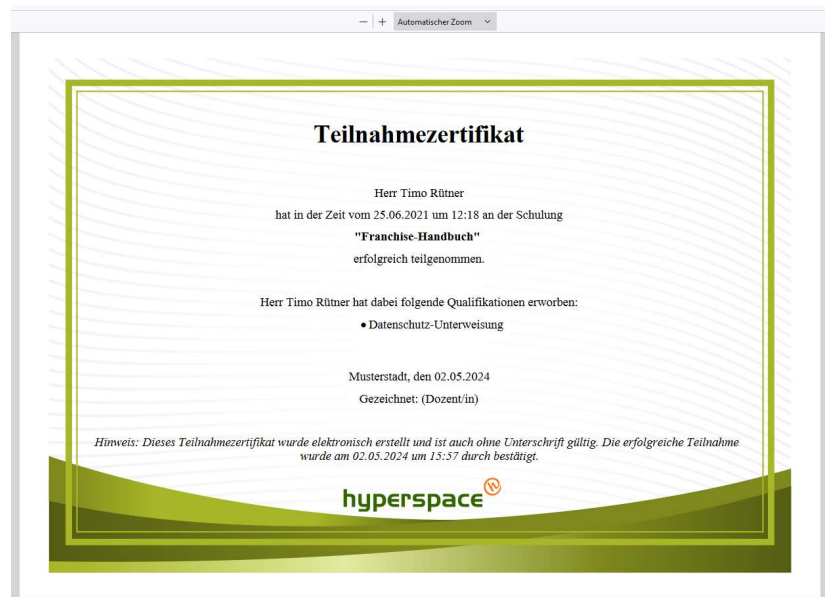 Automatischer Zoom
Teilnahmezertifikat
Herr Timo Rütner
hat in der Zeit vom 25.06.2021 um 12:18 an der Schulung
"Franchise-Handbuch"
erfolgreich teilgenommen.
Herr Timo Rütner hat dabei folgende Qualifikationen erworben:
• Datenschutz-Unterweisung
Musterstadt, den 02.05.2024
Gezeichnet: (Dozent/in)
Hinweis: Dieses Teilnahmezertifikat wurde elektronisch erstellt und ist auch ohne Unterschrift gültig. Die erfolgreiche Teilnahme
wurde am 02.05.2024 um 15:57 durch bestätigt.
hyperspace